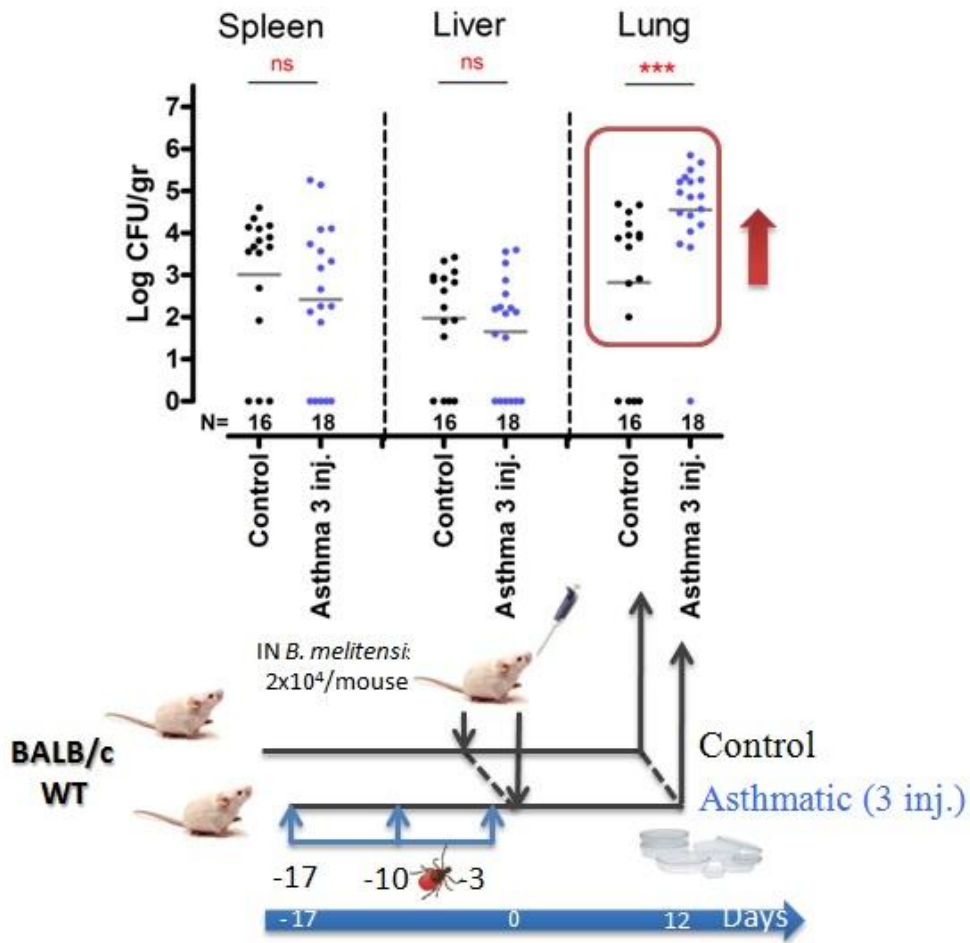 Spleen Liver Lung
ns ns ***
Log CFU/gr
7
6
5
4
3
2
1
0
N= 16 18 16 18 16 18
Control
Asthma 3 inj.
Control
Asthma 3 inj.
Control
Asthma 3 inj.
IN B. melitensi:
2x10⁴/mouse
BALB/c
WT
Control
Asthmatic (3 inj.)
-17 -10 -3
-17 0 12 Days